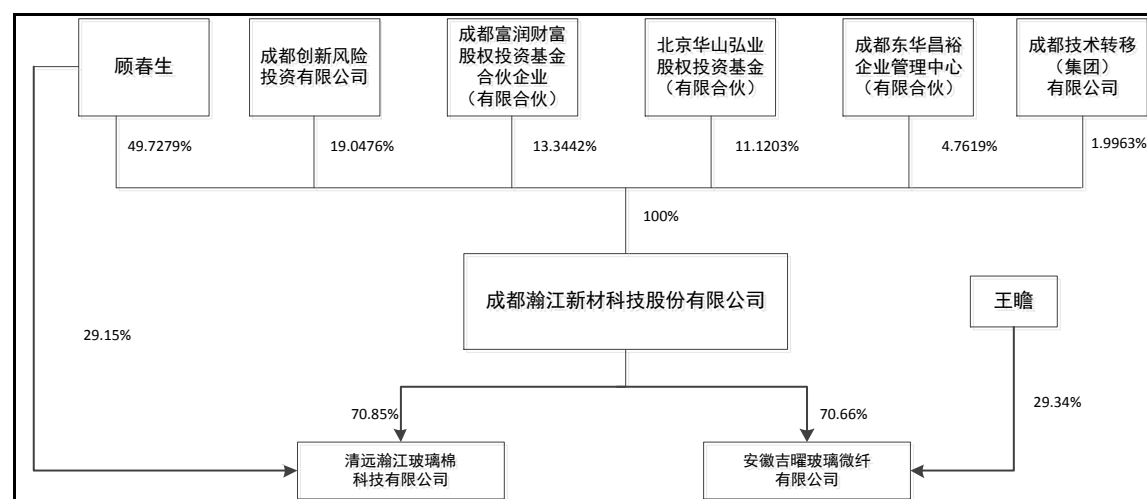 顾春生
成都创新风险
投资有限公司
成都富润财富
股权投资基金
合伙企业
（有限合伙）
北京华山弘业
股权投资基金
（有限合伙）
成都东华昌裕
企业管理中心
（有限合伙）
成都技术转移
（集团）
有限公司
49.7279%
19.0476%
13.3442%
11.1203%
4.7619%
1.9963%
100%
成都瀚江新材科技股份有限公司
王瞻
29.15%
70.85%
70.66%
29.34%
清远瀚江玻璃棉
科技有限公司
安徽吉曜玻璃微纤
有限公司